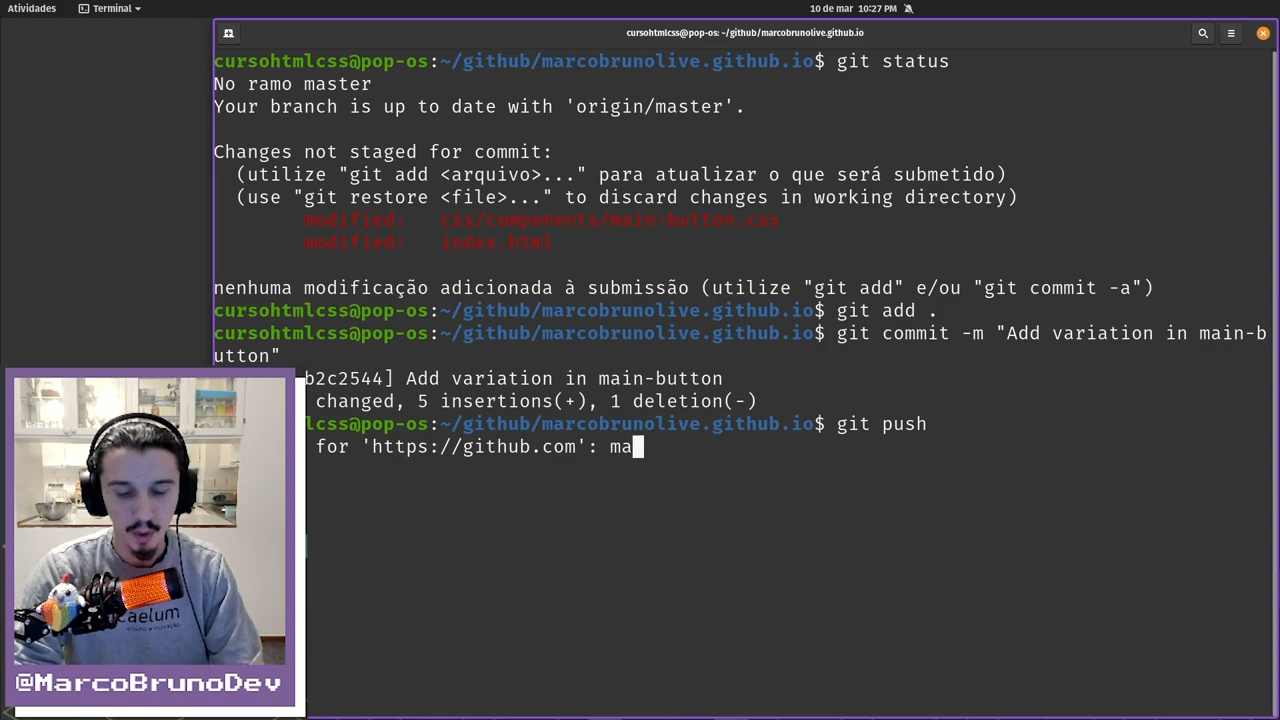 Atividades
Terminal
10 de mar 10:27 PM
cursohtmlcss@pop-os: ~/github/marcobrunolive.github.io
cursohtmlcss@pop-os:~/github/marcobrunolive.github.io$ git status
No ramo master
Your branch is up to date with 'origin/master'.
Changes not staged for commit:
(utilize "git add <arquivo>..." para atualizar o que será submetido)
(use "git restore <file>..." to discard changes in working directory)
modified: css/components/main-button.css
modified: index.html
nenhuma modificação adicionada à submissão (utilize "git add" e/ou "git commit -a")
cursohtmlcss@pop-os:~/github/marcobrunolive.github.io$ git add .
cursohtmlcss@pop-os:~/github/marcobrunolive.github.io$ git commit -m "Add variation in main-b
utton"
b2c2544] Add variation in main-button
changed, 5 insertions(+), 1 deletion(-)
lcss@pop-os:~/github/marcobrunolive.github.io$ git push
for 'https://github.com': ma
caelum
@MarcoBrunoDev